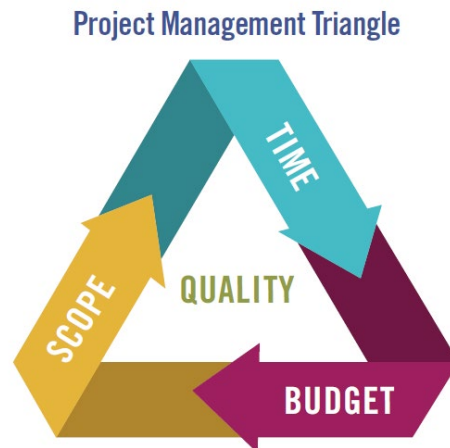 Project Management Triangle
TIME
SCOPE
QUALITY
BUDGET